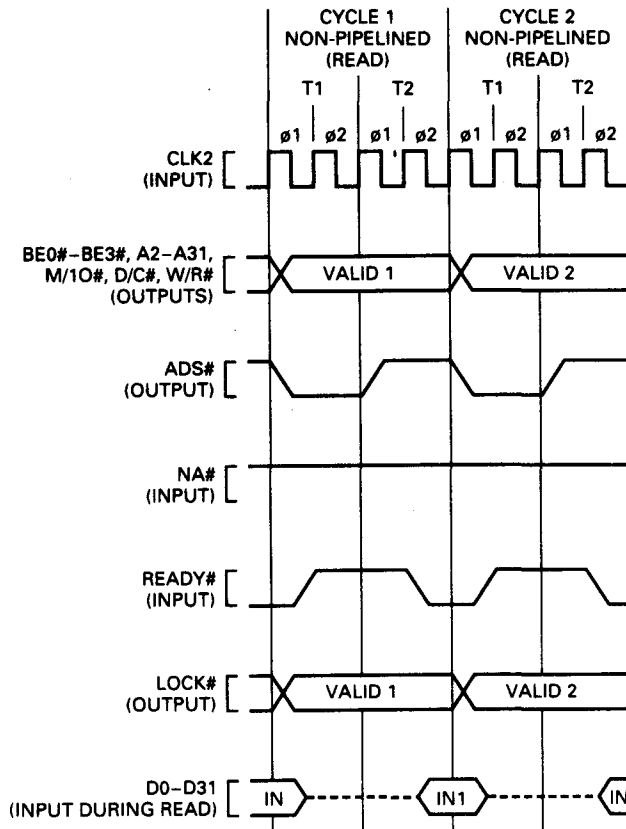 CYCLE 1 CYCLE 2
NON-PIPELINED NON-PIPELINED
(READ) (READ)
T1 T2 T1 T2
ø1 ø2 ø1 ø2 ø1 ø2 ø1 ø2
CLK2
(INPUT)
BE0#–BE3#, A2–A31,
M/1O#, D/C#, W/R#
(OUTPUTS)
VALID 1 VALID 2
ADS#
(OUTPUT)
NA#
(INPUT)
READY#
(INPUT)
LOCK#
(OUTPUT)
VALID 1 VALID 2
D0–D31
(INPUT DURING READ)
IN IN1 IN